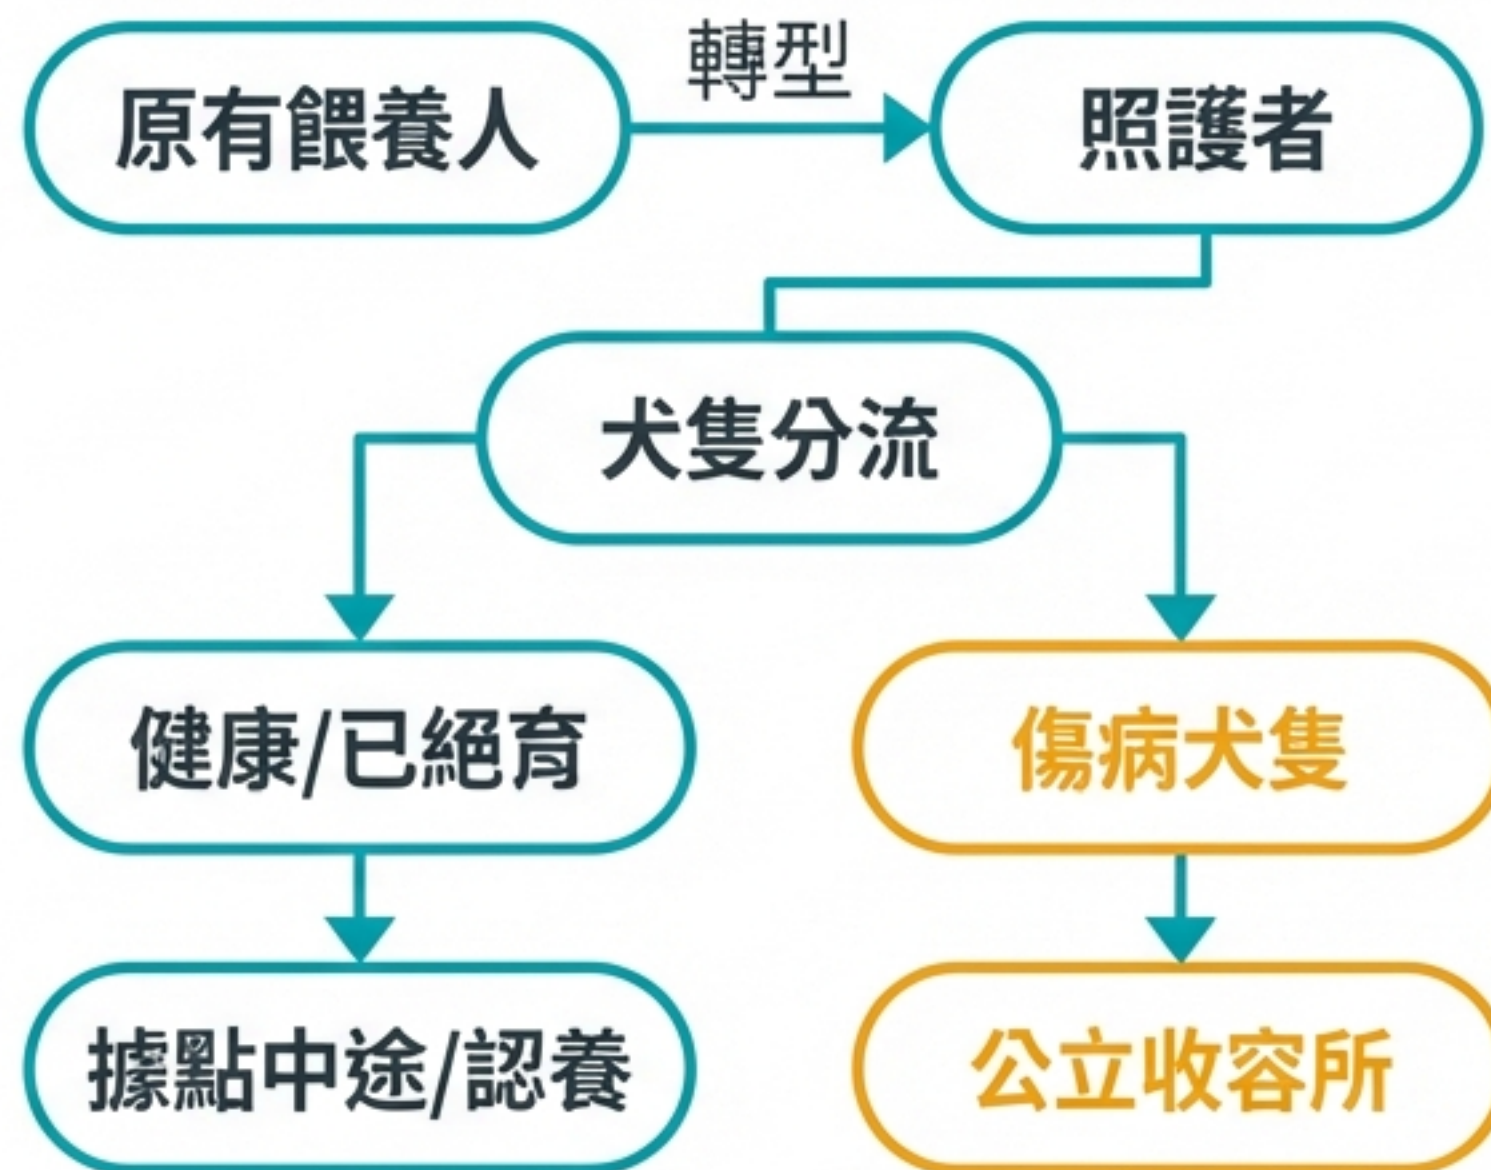 原有餵養人
轉型
照護者
犬隻分流
健康/已絕育
傷病犬隻
據點中途/認養
公立收容所